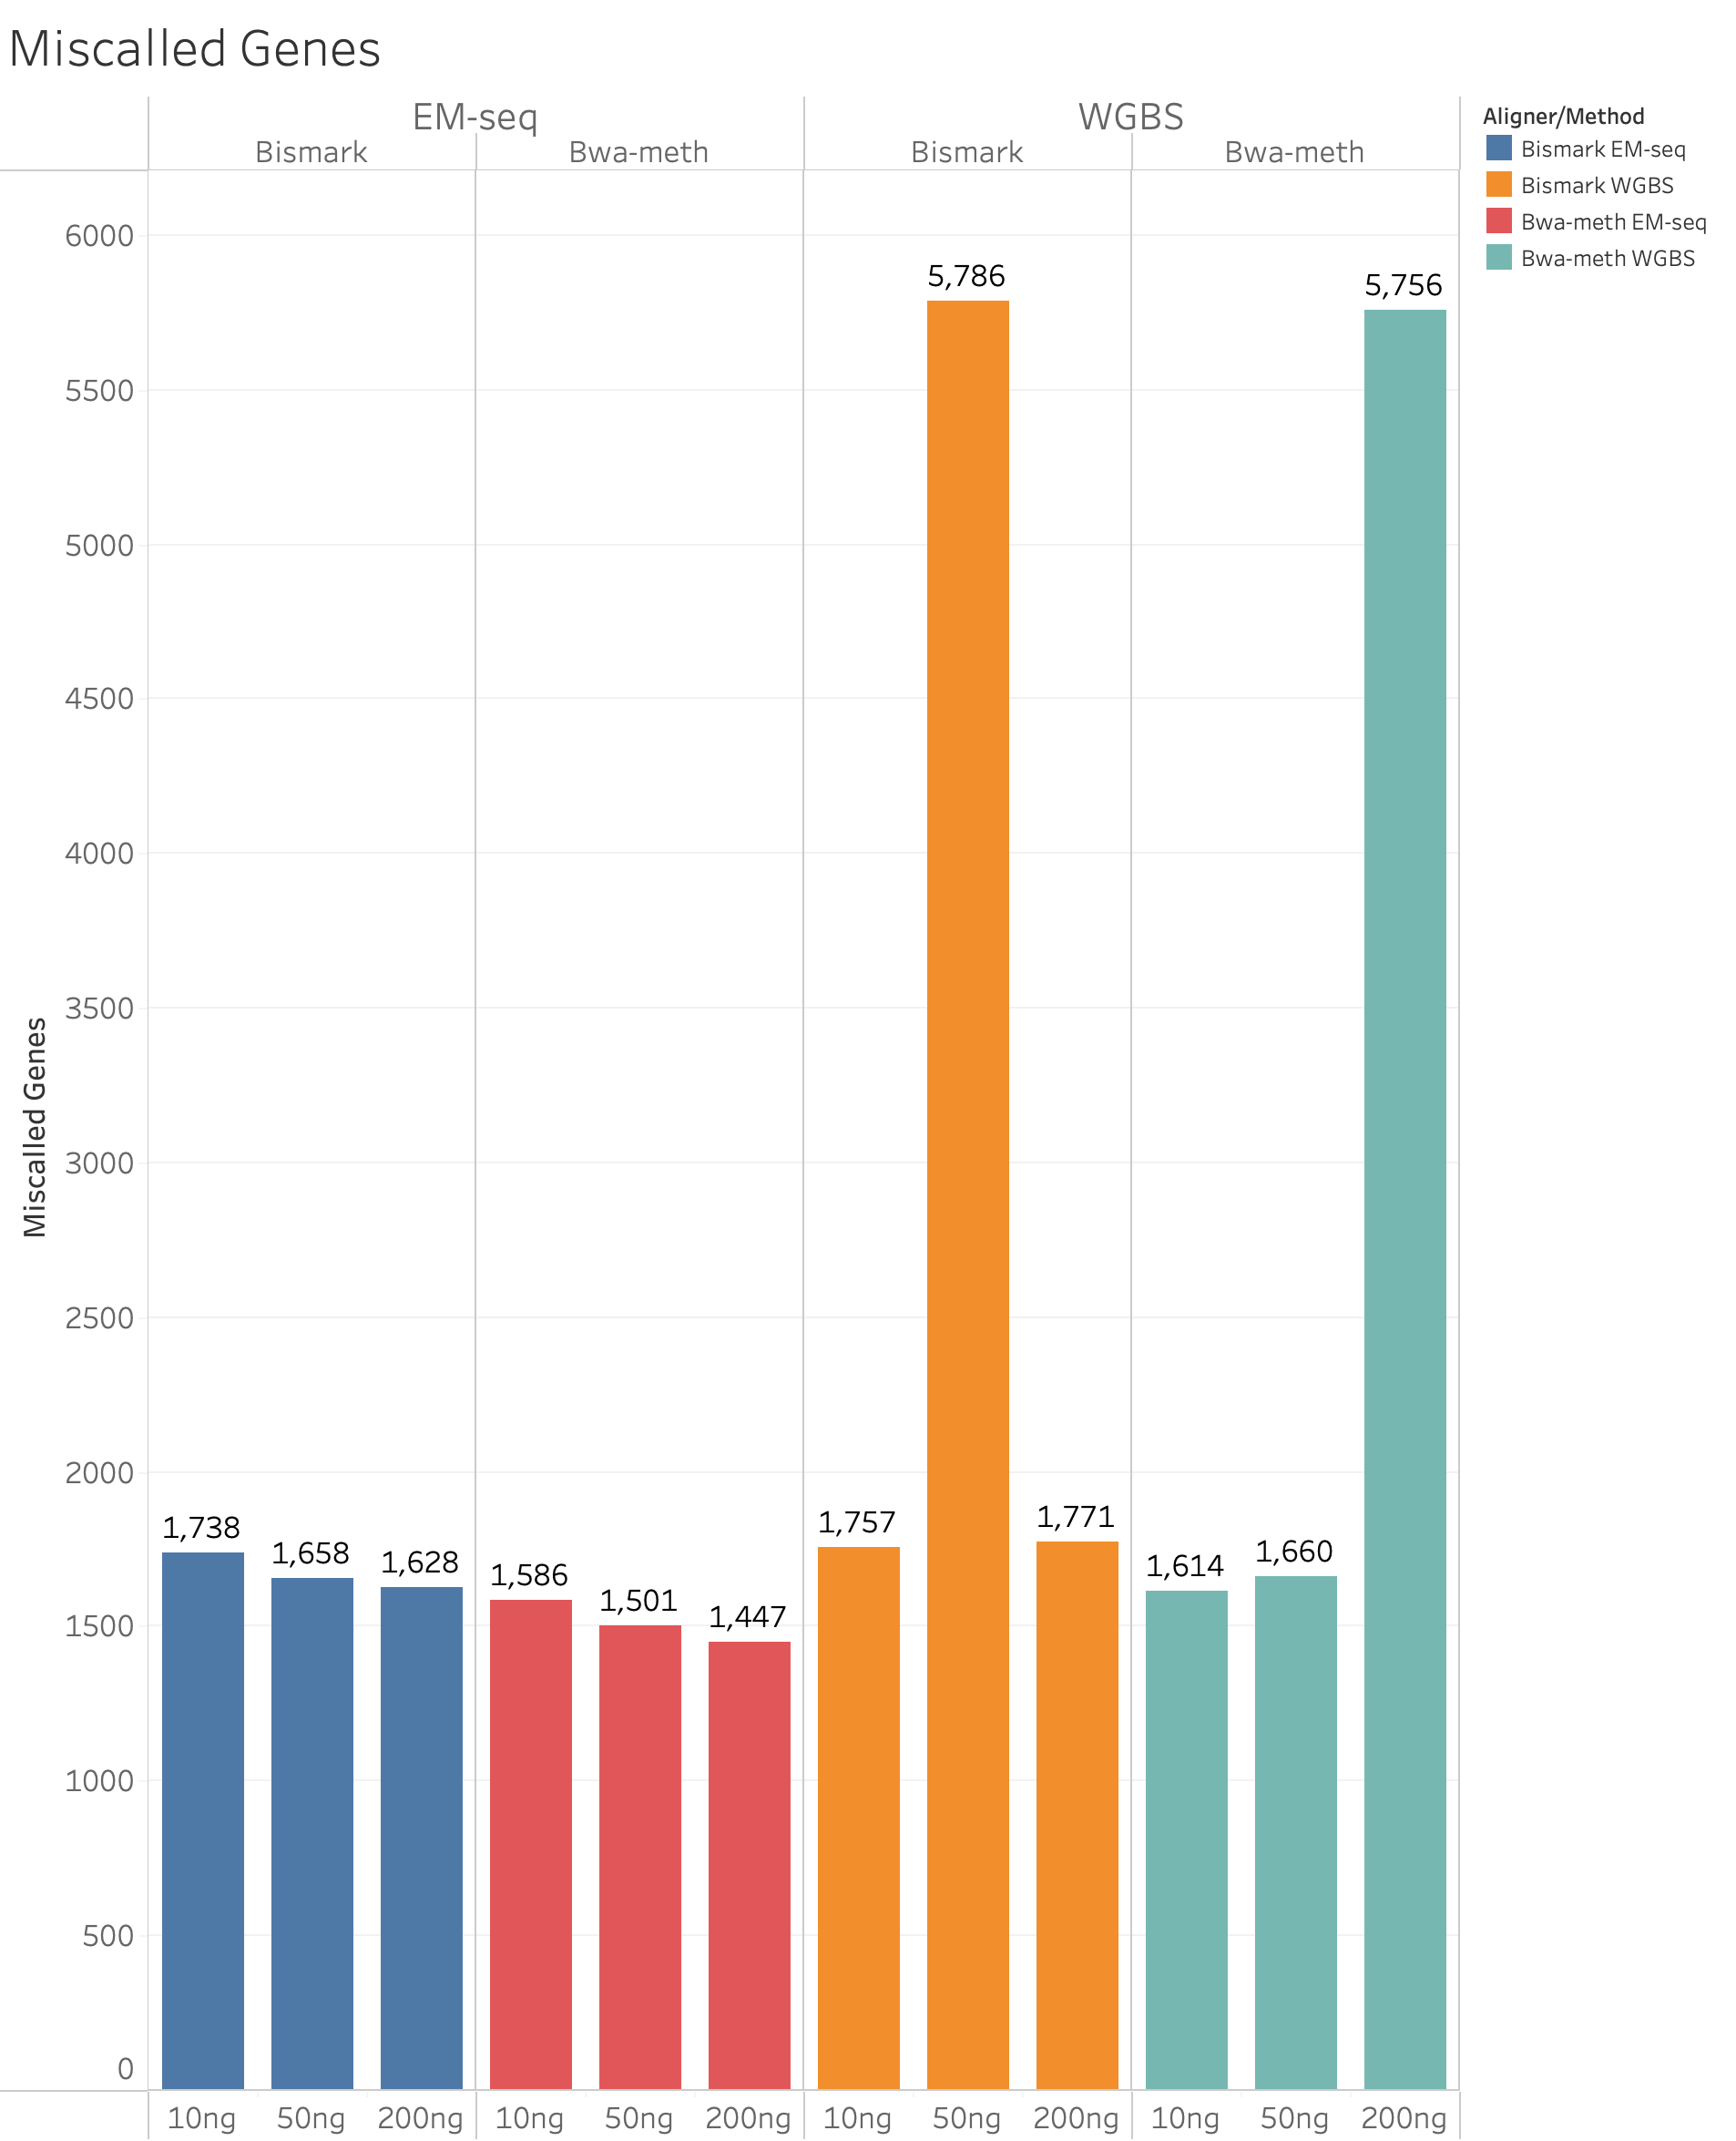 Miscalled Genes
EM-seq WGBS
Bismark Bwa-meth Bismark Bwa-meth
Aligner/Method
Bismark EM-seq
Bismark WGBS
Bwa-meth EM-seq
Bwa-meth WGBS
Miscalled Genes
6000
5500
5000
4500
4000
3500
3000
2500
2000
1500
1000
500
0
1,738 1,658 1,628 1,586 1,501 1,447 1,757 5,786 1,771 1,614 1,660 5,756
10ng 50ng 200ng 10ng 50ng 200ng 10ng 50ng 200ng 10ng 50ng 200ng